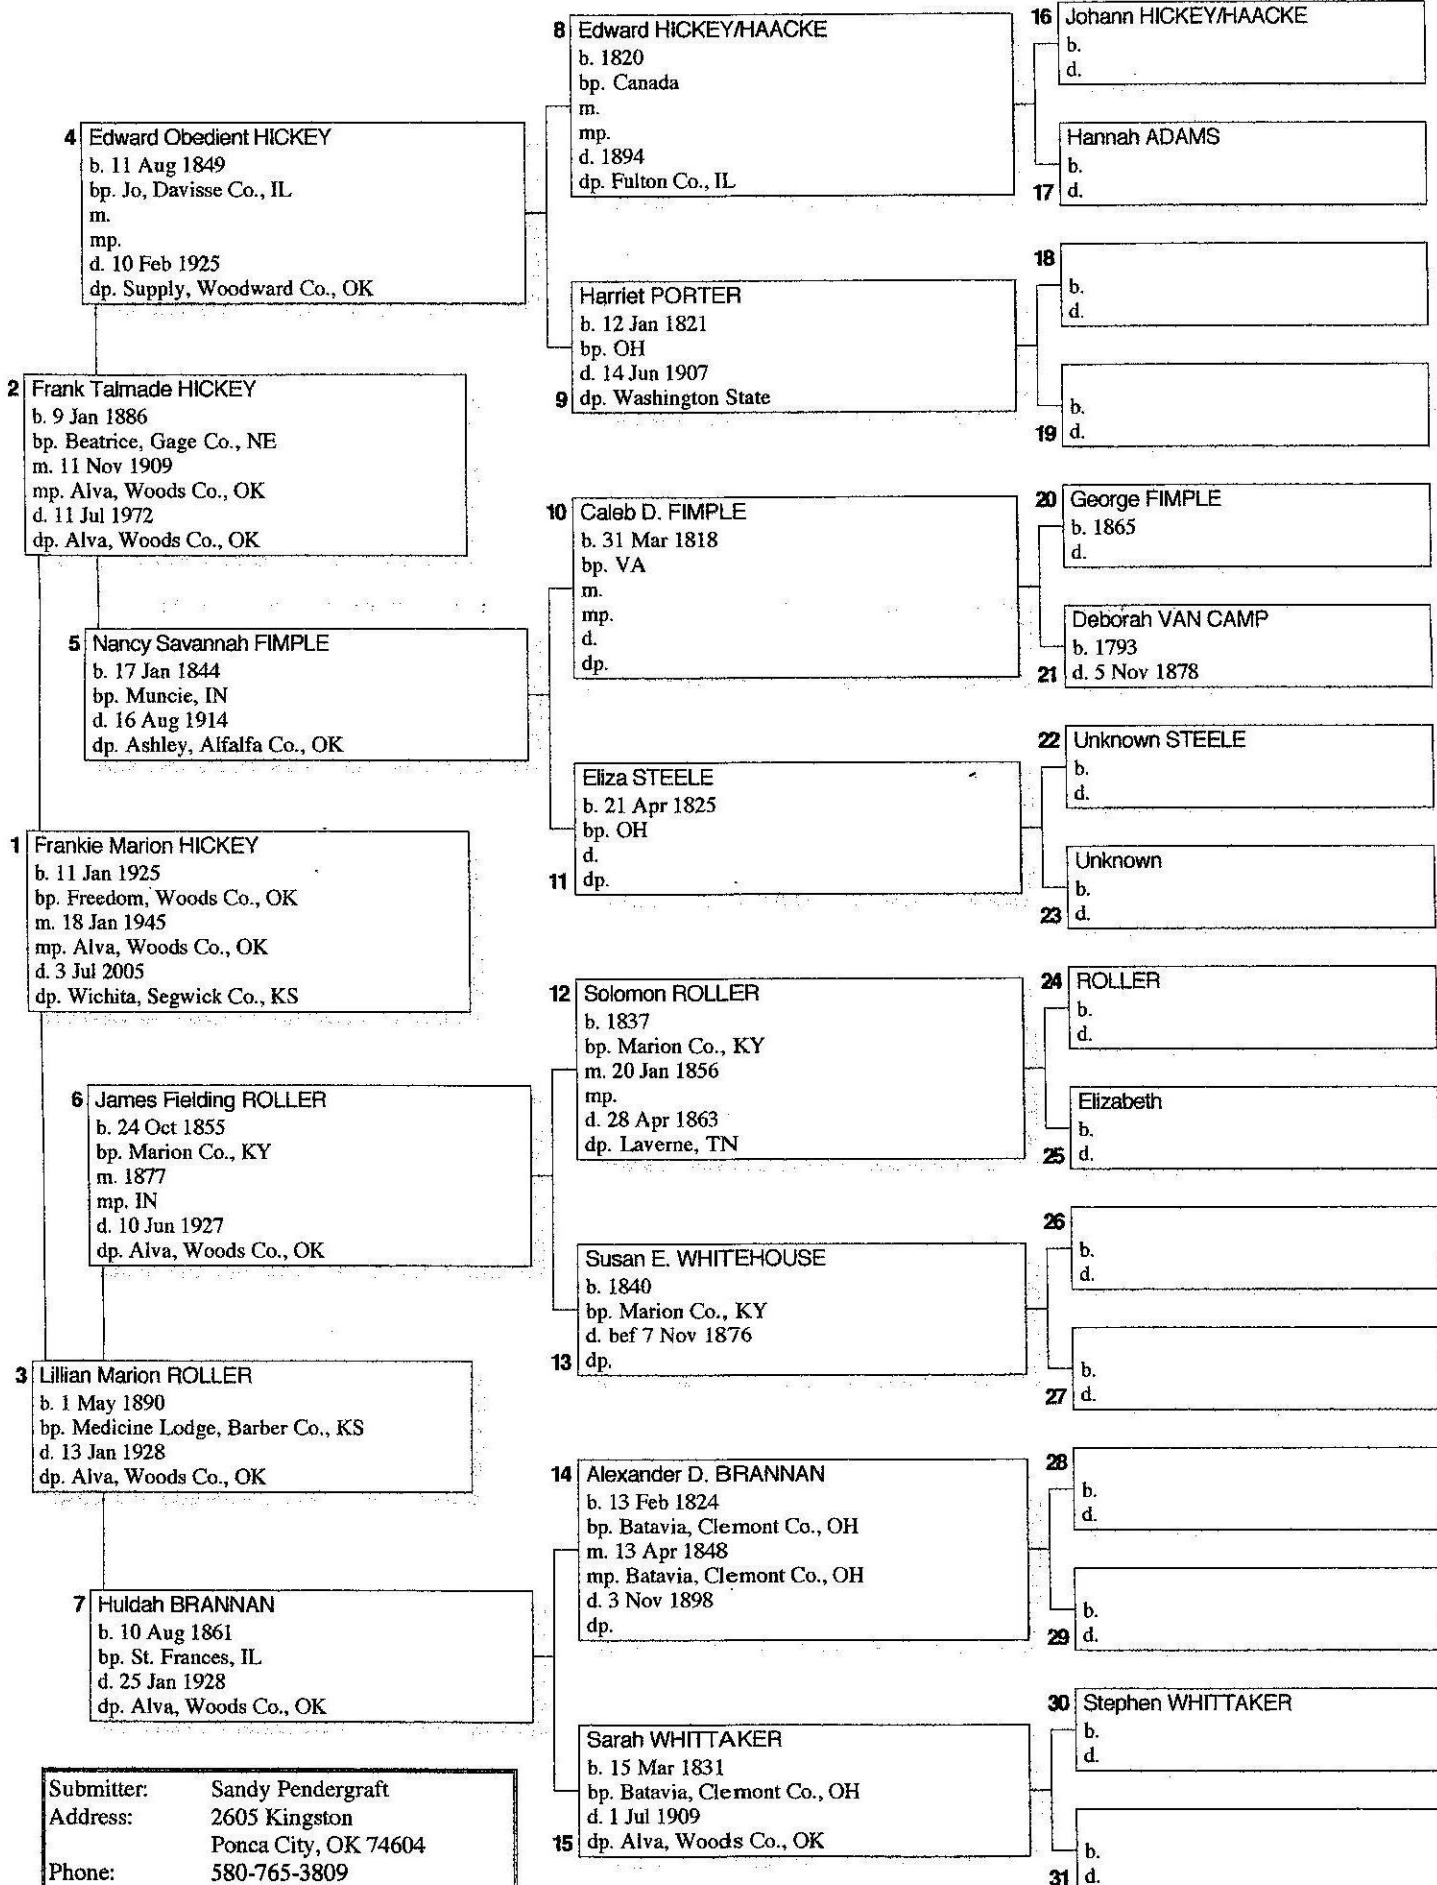 8 Edward HICKEY/HAACKE
b. 1820
bp. Canada
m.
mp.
d. 1894
dp. Fulton Co., IL
16 Johann HICKEY/HAACKE
b.
d.
Hannah ADAMS
b.
17 d.
4 Edward Obedient HICKEY
b. 11 Aug 1849
bp. Jo, Davisse Co., IL
m.
mp.
d. 10 Feb 1925
dp. Supply, Woodward Co., OK
Harriet PORTER
b. 12 Jan 1821
bp. OH
d. 14 Jun 1907
9 dp. Washington State
18
b.
d.
b.
19 d.
2 Frank Talmade HICKEY
b. 9 Jan 1886
bp. Beatrice, Gage Co., NE
m. 11 Nov 1909
mp. Alva, Woods Co., OK
d. 11 Jul 1972
dp. Alva, Woods Co., OK
10 Caleb D. FIMPLE
b. 31 Mar 1818
bp. VA
m.
mp.
d.
dp.
20 George FIMPLE
b. 1865
d.
Deborah VAN CAMP
b. 1793
21 d. 5 Nov 1878
5 Nancy Savannah FIMPLE
b. 17 Jan 1844
bp. Muncie, IN
d. 16 Aug 1914
dp. Ashley, Alfalfa Co., OK
Eliza STEELE
b. 21 Apr 1825
bp. OH
d.
11 dp.
22 Unknown STEELE
b.
d.
Unknown
b.
23 d.
1 Frankie Marion HICKEY
b. 11 Jan 1925
bp. Freedom, Woods Co., OK
m. 18 Jan 1945
mp. Alva, Woods Co., OK
d. 3 Jul 2005
dp. Wichita, Segwick Co., KS
12 Solomon ROLLER
b. 1837
bp. Marion Co., KY
m. 20 Jan 1856
mp.
d. 28 Apr 1863
dp. Laverne, TN
24 ROLLER
b.
d.
Elizabeth
b.
25 d.
6 James Fielding ROLLER
b. 24 Oct 1855
bp. Marion Co., KY
m. 1877
mp. IN
d. 10 Jun 1927
dp. Alva, Woods Co., OK
Susan E. WHITEHOUSE
b. 1840
bp. Marion Co., KY
d. bef 7 Nov 1876
13 dp.
26
b.
d.
b.
27 d.
3 Lillian Marion ROLLER
b. 1 May 1890
bp. Medicine Lodge, Barber Co., KS
d. 13 Jan 1928
dp. Alva, Woods Co., OK
14 Alexander D. BRANNAN
b. 13 Feb 1824
bp. Batavia, Clemont Co., OH
m. 13 Apr 1848
mp. Batavia, Clemont Co., OH
d. 3 Nov 1898
dp.
28
b.
d.
b.
29 d.
7 Huldah BRANNAN
b. 10 Aug 1861
bp. St. Frances, IL
d. 25 Jan 1928
dp. Alva, Woods Co., OK
Sarah WHITTAKER
b. 15 Mar 1831
bp. Batavia, Clemont Co., OH
d. 1 Jul 1909
15 dp. Alva, Woods Co., OK
30 Stephen WHITTAKER
b.
d.
b.
31 d.
Submitter: Sandy Pendergraft
Address: 2605 Kingston
Ponca City, OK 74604
Phone: 580-765-3809